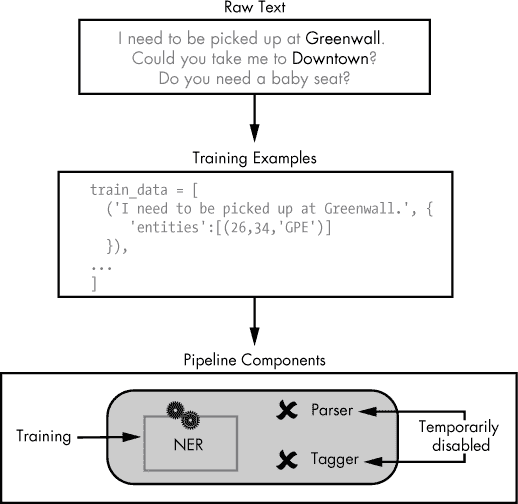 Raw Text
I need to be picked up at Greenwall.
Could you take me to Downtown?
Do you need a baby seat?
Training Examples
train_data = [
('I need to be picked up at Greenwall.', {
'entities':[(26,34,'GPE')]
}),
...
]
Pipeline Components
Training
NER
Parser
Tagger
Temporarily
disabled